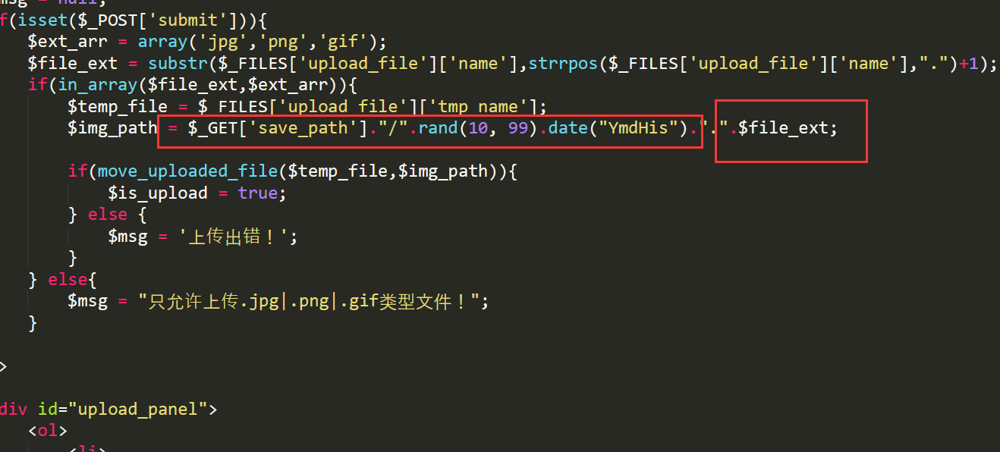 msg = null;
f(isset($_POST['submit'])){
$ext_arr = array('jpg','png','gif');
$file_ext = substr($_FILES['upload_file']['name'],strrpos($_FILES['upload_file']['name'],".")+1);
if(in_array($file_ext,$ext_arr)){
$temp_file = $_FILES['upload_file']['tmp_name'];
$img_path = $_GET['save_path']."/".rand(10, 99).date("YmdHis").".".$file_ext;
if(move_uploaded_file($temp_file,$img_path)){
$is_upload = true;
} else {
$msg = '上传出错！';
}
} else{
$msg = "只允许上传.jpg|.png|.gif类型文件！";
}
>
div id="upload_panel">
<ol>
<li>